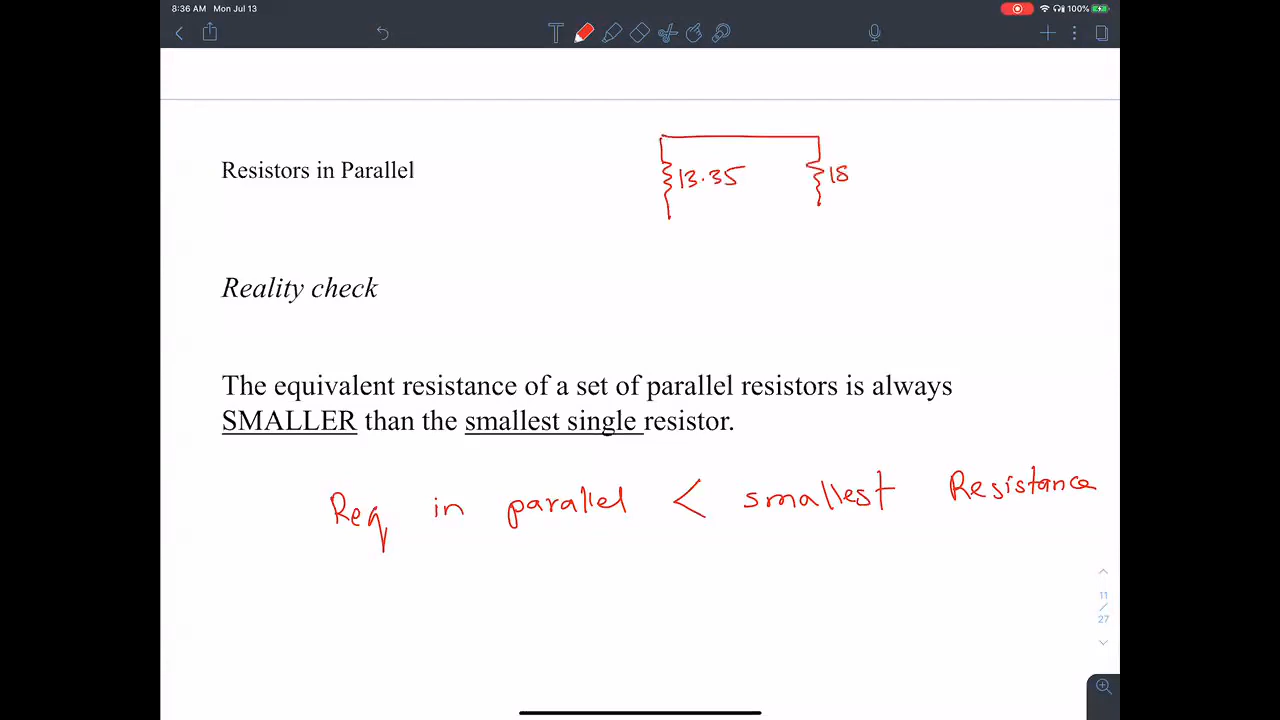 8:36 AM Mon Jul 13 100%
T
Resistors in Parallel
13.35 18
Reality check
The equivalent resistance of a set of parallel resistors is always
SMALLER than the smallest single resistor.
Req in parallel < smallest Resistance
11
/
27